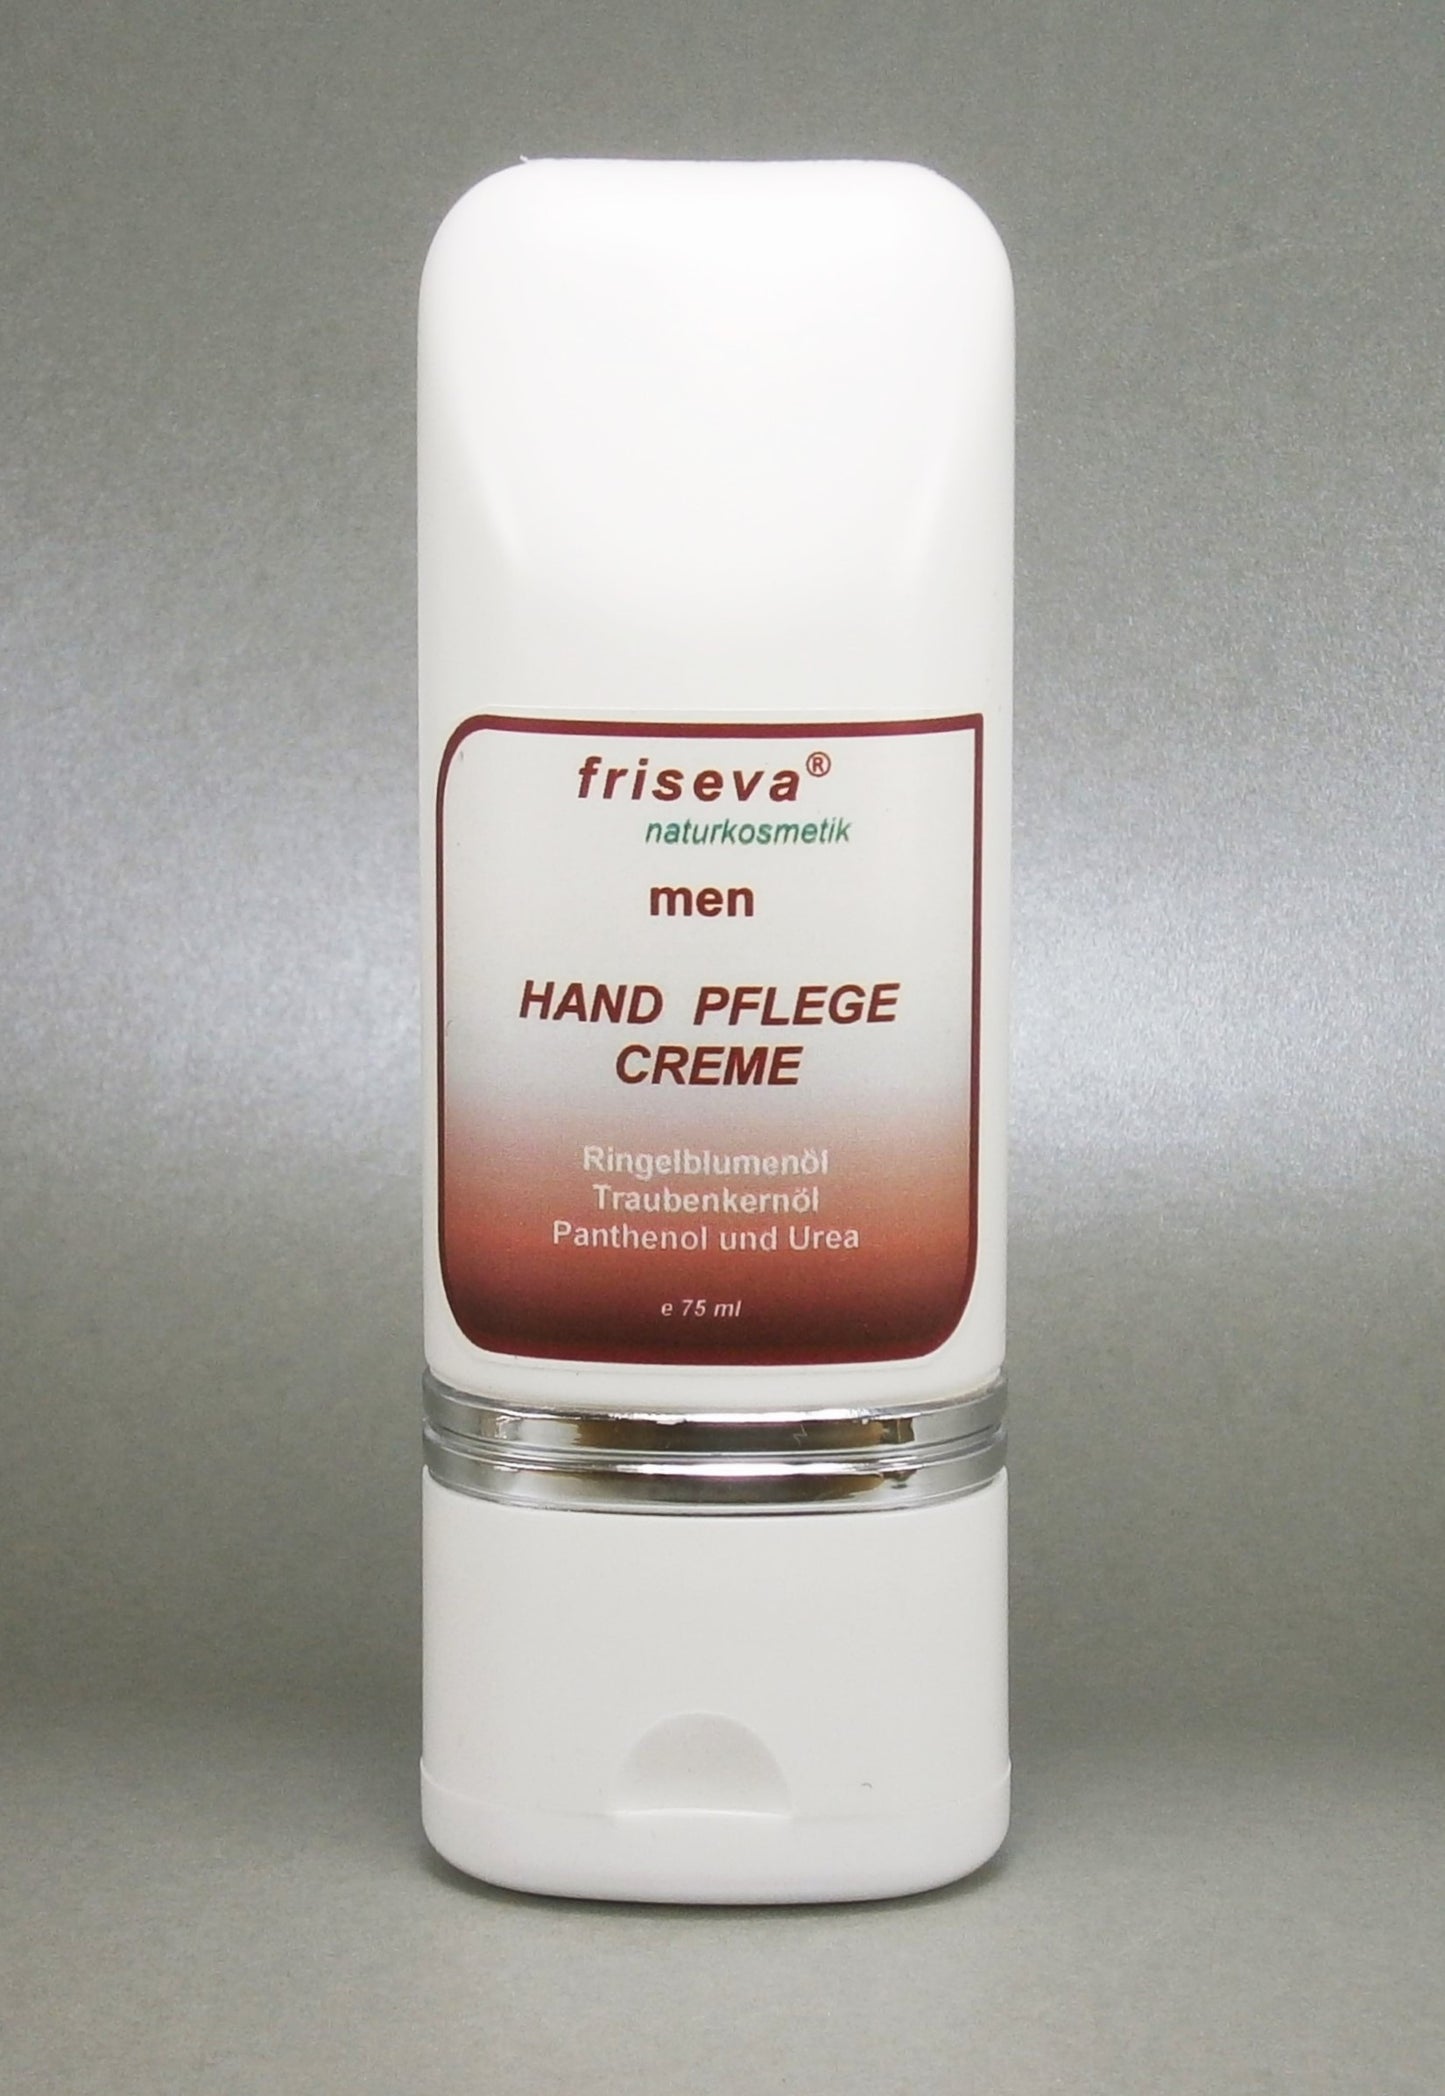 friseva®
naturkosmetik
men
HAND PFLEGE
CREME
Ringelblumenöl
Traubenkernöl
Panthenol und Urea
e 75 ml